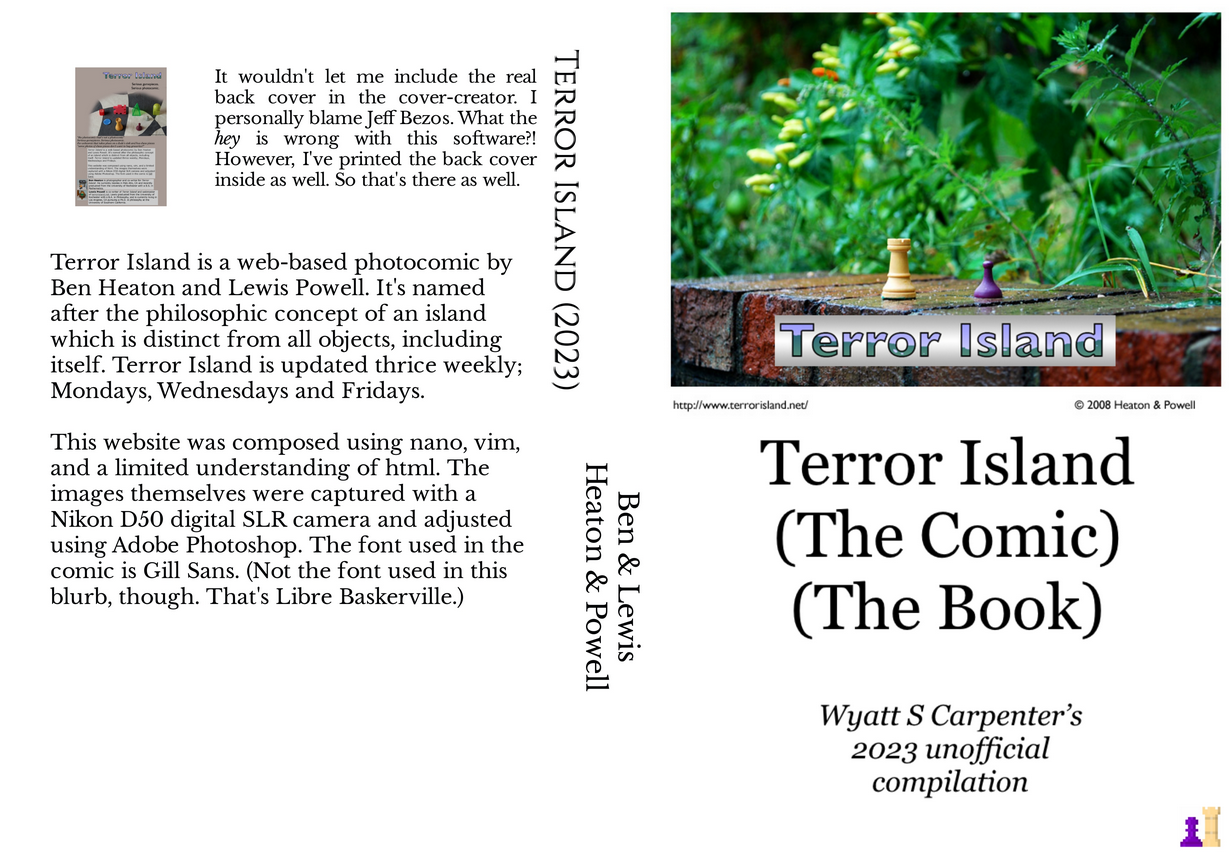 Terror Island
It wouldn't let me include the real
back cover in the cover-creator. I
personally blame Jeff Bezos. What the
hey is wrong with this software?!
However, I've printed the back cover
inside as well. So that's there as well.
Terror Island is a web-based photocomic by
Ben Heaton and Lewis Powell. It's named
after the philosophic concept of an island
which is distinct from all objects, including
itself. Terror Island is updated thrice weekly;
Mondays, Wednesdays and Fridays.
This website was composed using nano, vim,
and a limited understanding of html. The
images themselves were captured with a
Nikon D50 digital SLR camera and adjusted
using Adobe Photoshop. The font used in the
comic is Gill Sans. (Not the font used in this
blurb, though. That's Libre Baskerville.)
TERROR ISLAND (2023)
Ben & Lewis
Heaton & Powell
Terror Island
http://www.terrorisland.net/
© 2008 Heaton & Powell
Terror Island
(The Comic)
(The Book)
Wyatt S Carpenter’s
2023 unofficial
compilation